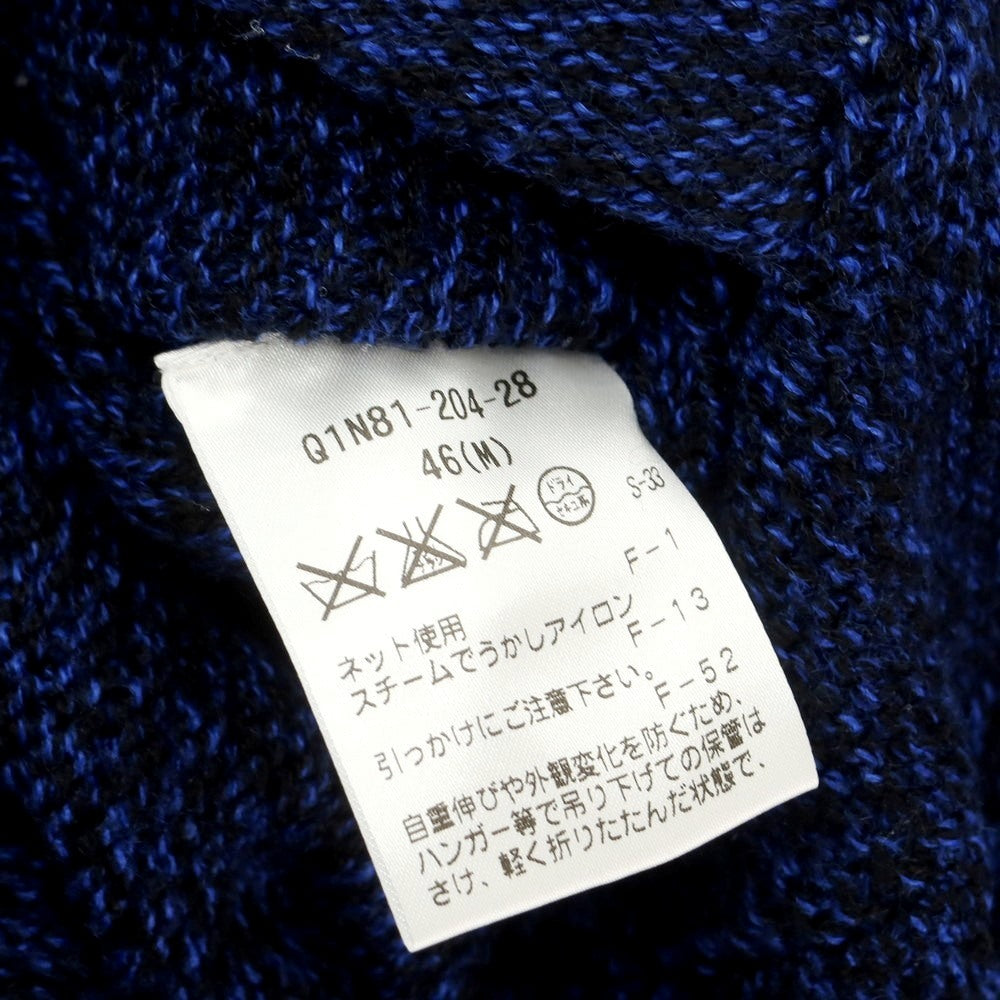 Q1N81-204-28
46(M)
ドライ
セキユ系
S-33
F-1
ネット使用
スチームでうかしアイロン
F-13
引っかけにご注意下さい。
F-52
自重伸びや外観変化を防ぐため、
ハンガー等で吊り下げての保管は
さけ、軽く折りたたんだ状態で、